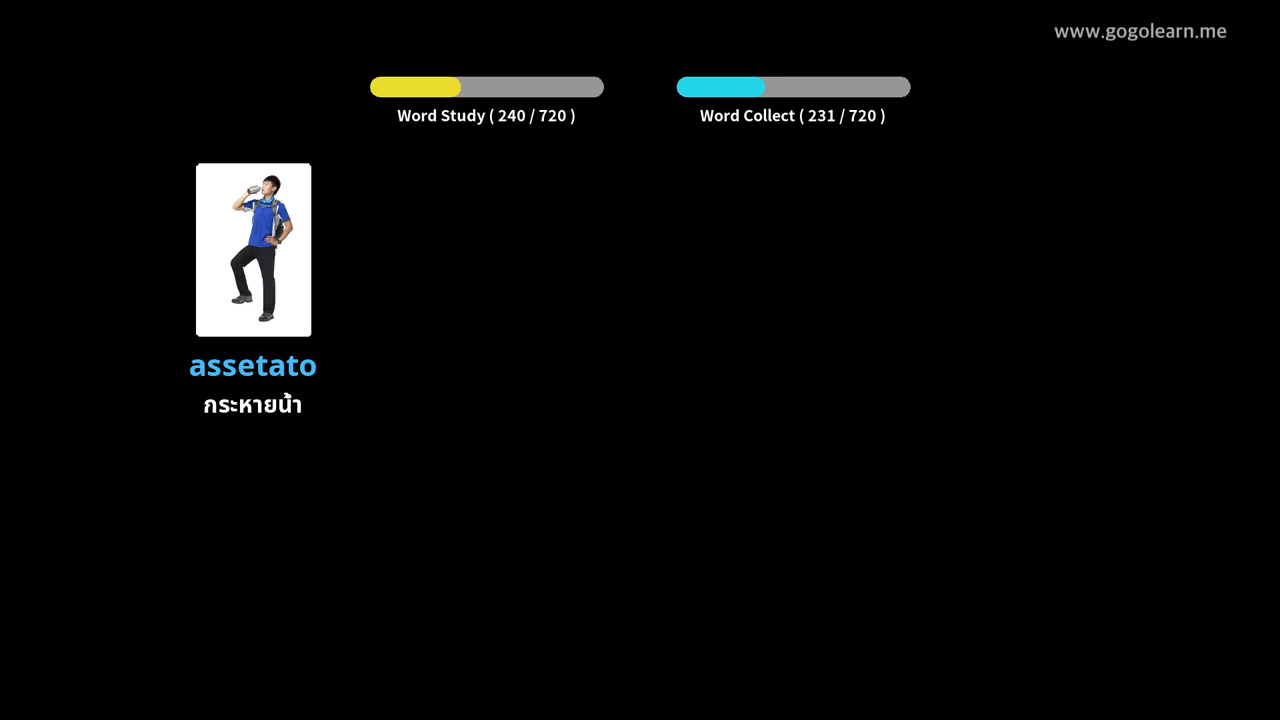 www.gogolearn.me
Word Study ( 240 / 720 )
Word Collect ( 231 / 720 )
assetato
กระหายน้ำ